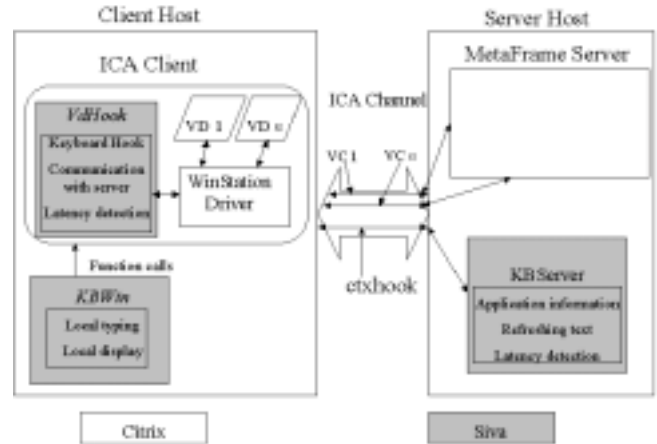 Client Host
Server Host
ICA Client
MetaFrame Server
VdHook
Keyboard Hook
Communication
with server
Latency detection
VD 1
VD n
WinStation
Driver
ICA Channel
VC 1
VC n
ctxhook
Function calls
KBWin
Local typing
Local display
KBServer
Application information
Refreshing text
Latency detection
Citrix
Siva